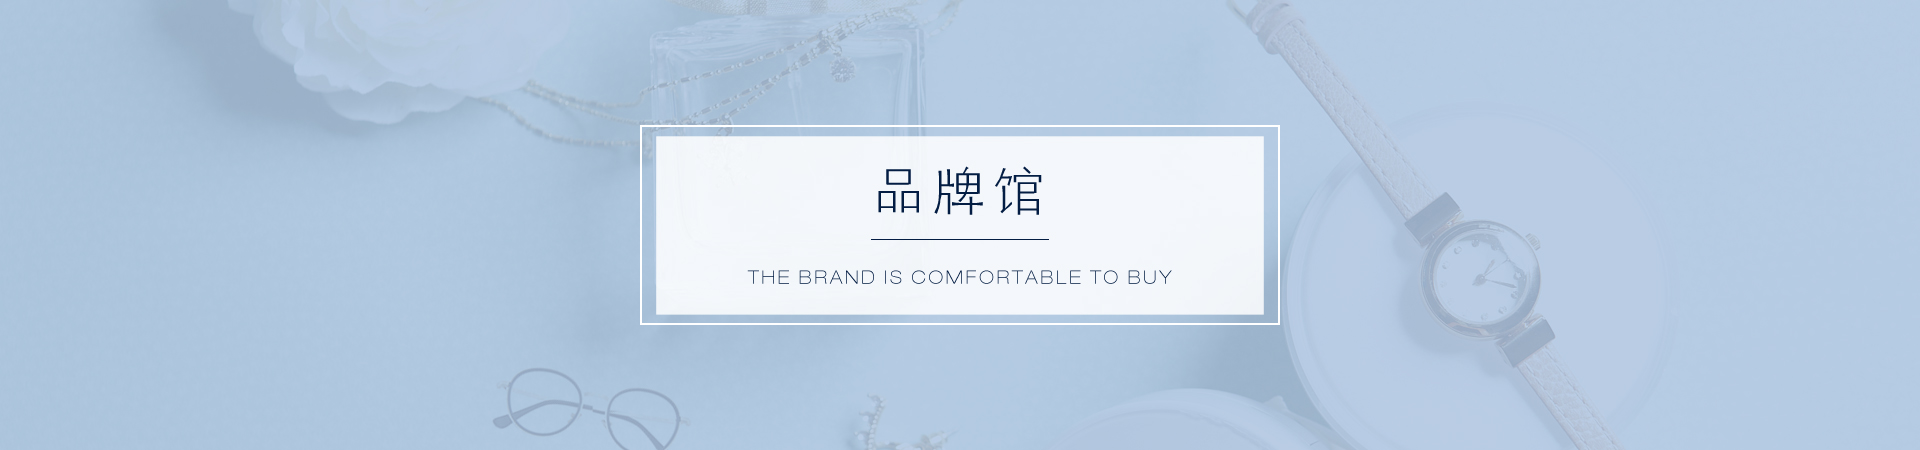 品牌馆
THE BRAND IS COMFORTABLE TO BUY